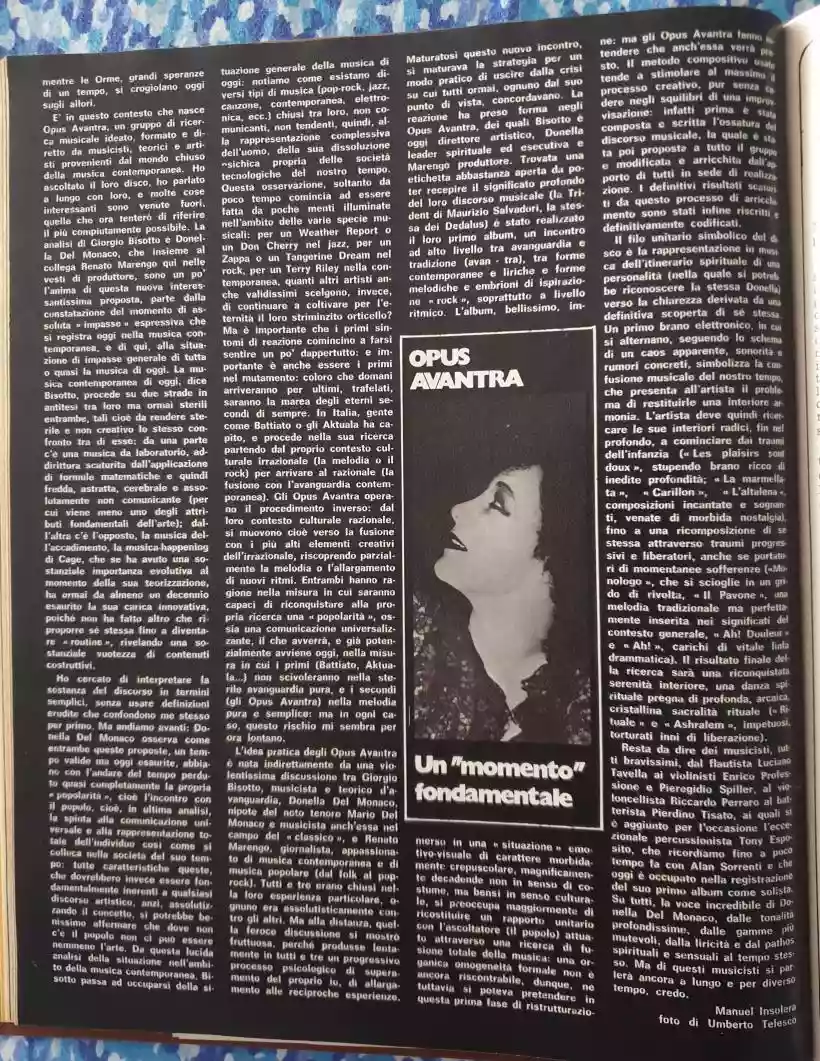 mentre le Orme, grandi speranze
di un tempo, si crogiolano oggi
sugli allori.
E' in questo contesto che nasce
Opus Avantra, un gruppo di ricer-
ca musicale ideato, formato e di-
retto da musicisti, teorici e arti-
sti provenienti dal mondo chiuso
della musica contemporanea. Ho
ascoltato il loro disco, ho parlato
a lungo con loro, e molte cose
interessanti sono venute fuori,
quelle che ora tenterò di riferire
il più compiutamente possibile. La
analisi di Giorgio Bisotto e Donel-
la Del Monaco, che insieme al
collega Renato Marengo qui nelle
vesti di produttore, sono un po'
l'anima di questa nuova interes-
santissima proposta, parte dalla
constatazione del momento di as-
soluta « impasse » espressiva che
si registra oggi nella musica con-
temporanea, e di qui, alla situa-
zione di impasse generale di tutta
o quasi la musica di oggi. La mu-
sica contemporanea di oggi, dice
Bisotto, procede su due strade in
antitesi tra loro ma ormai sterili
entrambe, tali cioè da rendere ste-
rile e non creativo lo stesso con-
fronto tra di esse: da una parte
c'è una musica da laboratorio, ad-
dirittura scaturita dall'applicazione
di formule matematiche e quindi
fredda, astratta, cerebrale e asso-
lutamente non comunicante (per
cui viene meno uno degli attri-
buti fondamentali dell'arte); dal-
l'altra c'è l'opposto, la musica del-
l'accadimento, la musica-happening
di Cage, che se ha avuto una so-
stanziale importanza evolutiva al
momento della sua teorizzazione,
ha ormai da almeno un decennio
esaurito la sua carica innovativa,
poiché non ha fatto altro che ri-
proporre sé stessa fino a diventa-
re « routine », rivelando una so-
stanziale vuotezza di contenuti
costruttivi.
Ho cercato di interpretare la
sostanza del discorso in termini
semplici, senza usare definizioni
erudite che confondono me stesso
per primo. Ma andiamo avanti: Do-
nella Del Monaco osserva come
entrambe queste proposte, un tem-
po valide ma oggi esaurite, abbia-
no con l'andare del tempo perdu-
to quasi completamente la propria
« popolarità », cioè l'incontro con
il popolo, cioè, in ultima analisi,
la spinta alla comunicazione uni-
versale e alla rappresentazione to-
tale dell'individuo così come si
colloca nella società del suo tem-
po: tutte caratteristiche queste,
che dovrebbero invece essere fon-
damentalmente inerenti a qualsiasi
discorso artistico, anzi, assolutiz-
zando il concetto, si potrebbe be-
nissimo affermare che dove non
c'è il popolo non ci può essere
nemmeno l'arte. Da questa lucida
analisi della situazione nell'ambi-
to della musica contemporanea, Bi-
sotto passa ad occuparsi della si-
tuazione generale della musica di
oggi: notiamo come esistano di-
versi tipi di musica (pop-rock, jazz,
canzone, contemporanea, elettro-
nica, ecc.) chiusi tra loro, non co-
municanti, non tendenti, quindi, al-
la rappresentazione complessiva
dell'uomo, della sua dissoluzione
psichica propria delle società
tecnologiche del nostro tempo.
Questa osservazione, soltanto da
poco tempo comincia ad essere
fatta da poche menti illuminate
nell'ambito delle varie specie mu-
sicali: per un Weather Report o
un Don Cherry nel jazz, per un
Zappa o un Tangerine Dream nel
rock, per un Terry Riley nella con-
temporanea, quanti altri artisti an-
che validissimi scelgono, invece,
di continuare a coltivare per l'e-
ternità il loro striminzito orticello?
Ma è importante che i primi sin-
tomi di reazione comincino a farsi
sentire un po' dappertutto: e im-
portante è anche essere i primi
nel mutamento: coloro che domani
arriveranno per ultimi, trafelati,
saranno la marea degli eterni se-
condi di sempre. In Italia, gente
come Battiato o gli Aktuala ha ca-
pito, e procede nella sua ricerca
partendo dal proprio contesto cul-
turale irrazionale (la melodia o il
rock) per arrivare al razionale (la
fusione con l'avanguardia contem-
poranea). Gli Opus Avantra opera-
no il procedimento inverso: dal
loro contesto culturale razionale,
si muovono cioè verso la fusione
con i più alti elementi creativi
dell'irrazionale, riscoprendo parzial-
mente la melodia o l'allargamento
di nuovi ritmi. Entrambi hanno ra-
gione nella misura in cui saranno
capaci di riconquistare alla pro-
pria ricerca una « popolarità », os-
sia una comunicazione universaliz-
zante, il che avverrà, e già poten-
zialmente avviene oggi, nella misu-
ra in cui i primi (Battiato, Aktua-
la...) non scivoleranno nella ste-
rile avanguardia pura, e i secondi
(gli Opus Avantra) nella melodia
pura e semplice: ma in ogni ca-
so, questo rischio mi sembra per
ora lontano.
L'idea pratica degli Opus Avantra
è nata indirettamente da una vio-
lentissima discussione tra Giorgio
Bisotto, musicista e teorico d'a-
vanguardia, Donella Del Monaco,
nipote del noto tenore Mario Del
Monaco e musicista anch'essa nel
campo del « classico », e Renato
Marengo, giornalista, appassiona-
to di musica contemporanea e di
musica popolare (dal folk al pop-
rock). Tutti e tre erano chiusi nel-
la loro esperienza particolare, o-
gnuno era assolutisticamente con-
tro gli altri. Ma alla distanza, quel-
la feroce discussione si mostrò
fruttuosa, perché produsse lenta-
mente in tutti e tre un progressivo
processo psicologico di supera-
mento del proprio io, di allarga-
mento alle reciproche esperienze.
Maturatosi questo nuovo incontro,
si maturava la strategia per un
modo pratico di uscire dalla crisi
su cui tutti ormai, ognuno dal suo
punto di vista, concordavano. La
reazione ha preso forma negli
Opus Avantra, dei quali Bisotto è
oggi direttore artistico, Donella
leader spirituale ed esecutiva e
Marengo produttore. Trovata una
etichetta abbastanza aperta da po-
ter recepire il significato profondo
del loro discorso musicale (la Tri-
dent di Maurizio Salvadori, la stes-
sa dei Dedalus) è stato realizzato
il loro primo album, un incontro
ad alto livello tra avanguardia e
tradizione (avan - tra), tra forme
contemporanee e liriche e forme
melodiche e embrioni di ispirazio-
ne « rock », soprattutto a livello
ritmico. L'album, bellissimo, im-
OPUS
AVANTRA
Un "momento"
fondamentale
merso in una « situazione » emo-
tivo-visuale di carattere morbida-
mente crepuscolare, magnificamen-
te decadente non in senso di co-
stume, ma bensì in senso cultura-
le, si preoccupa maggiormente di
ricostituire un rapporto unitario
con l'ascoltatore (il popolo) attua-
to attraverso una ricerca di fu-
sione totale della musica: una or-
ganica omogeneità formale non è
ancora riscontrabile, dunque, ne
tuttavia si poteva pretendere in
questa prima fase di ristrutturazio-
ne: ma gli Opus Avantra fanno in-
tendere che anch'essa verrà pre-
sto. Il metodo compositivo usato
tende a stimolare al massimo il
processo creativo, pur senza ca-
dere negli squilibri di una improv-
visazione: infatti prima è stata
composta e scritta l'ossatura del
discorso musicale, la quale è sta-
ta poi proposta a tutto il gruppo
e modificata e arricchita dall'ap-
porto di tutti in sede di realizza-
zione. I definitivi risultati scaturi-
ti da questo processo di arricchi-
mento sono stati infine riscritti e
definitivamente codificati.
Il filo unitario simbolico del di-
sco è la rappresentazione in musi-
ca dell'itinerario spirituale di una
personalità (nella quale si potreb-
be riconoscere la stessa Donella)
verso la chiarezza derivata da una
definitiva scoperta di sé stessa.
Un primo brano elettronico, in cui
si alternano, seguendo lo schema
di un caos apparente, sonorità e
rumori concreti, simbolizza la con-
fusione musicale del nostro tempo,
che presenta all'artista il proble-
ma di restituirle una interiore ar-
monia. L'artista deve quindi ricer-
care le sue interiori radici, fin nel
profondo, a cominciare dai traumi
dell'infanzia (« Les plaisirs sont
doux », stupendo brano ricco di
inedite profondità; « La marmella-
ta », « Carillon », « L'altalena »,
composizioni incantate e sognan-
ti, venate di morbida nostalgia),
fino a una ricomposizione di se
stessa attraverso traumi progres-
sivi e liberatori, anche se portato-
ri di momentanee sofferenze («Mo-
nologo », che si scioglie in un gri-
do di rivolta, « Il Pavone », una
melodia tradizionale ma perfetta-
mente inserita nei significati del
contesto generale, « Ah! Douleur »
e « Ah! », carichi di vitale linfa
drammatica). Il risultato finale del-
la ricerca sarà una riconquistata
serenità interiore, una danza spi-
rituale pregna di profonda, arcaica,
cristallina sacralità rituale (« Ri-
tuale » e « Ashralem », impetuosi,
torturati inni di liberazione).
Resta da dire dei musicisti, tut-
ti bravissimi, dal flautista Luciano
Tavella ai violinisti Enrico Profes-
sione e Pieregidio Spiller, al vio-
loncellista Riccardo Perraro al bat-
terista Pierdino Tisato, ai quali si
è aggiunto per l'occasione l'ecce-
zionale percussionista Tony Espo-
sito, che ricordiamo fino a poco
tempo fa con Alan Sorrenti e che
oggi è occupato nella registrazione
del suo primo album come solista.
Su tutti, la voce incredibile di Do-
nella Del Monaco, dalle tonalità
profondissime, dalle gamme più
mutevoli, dalla liricità e dal pathos
spirituali e sensuali al tempo stes-
so. Ma di questi musicisti si par-
lerà ancora a lungo e per diverso
tempo, credo.
Manuel Insolera
foto di Umberto Telesco